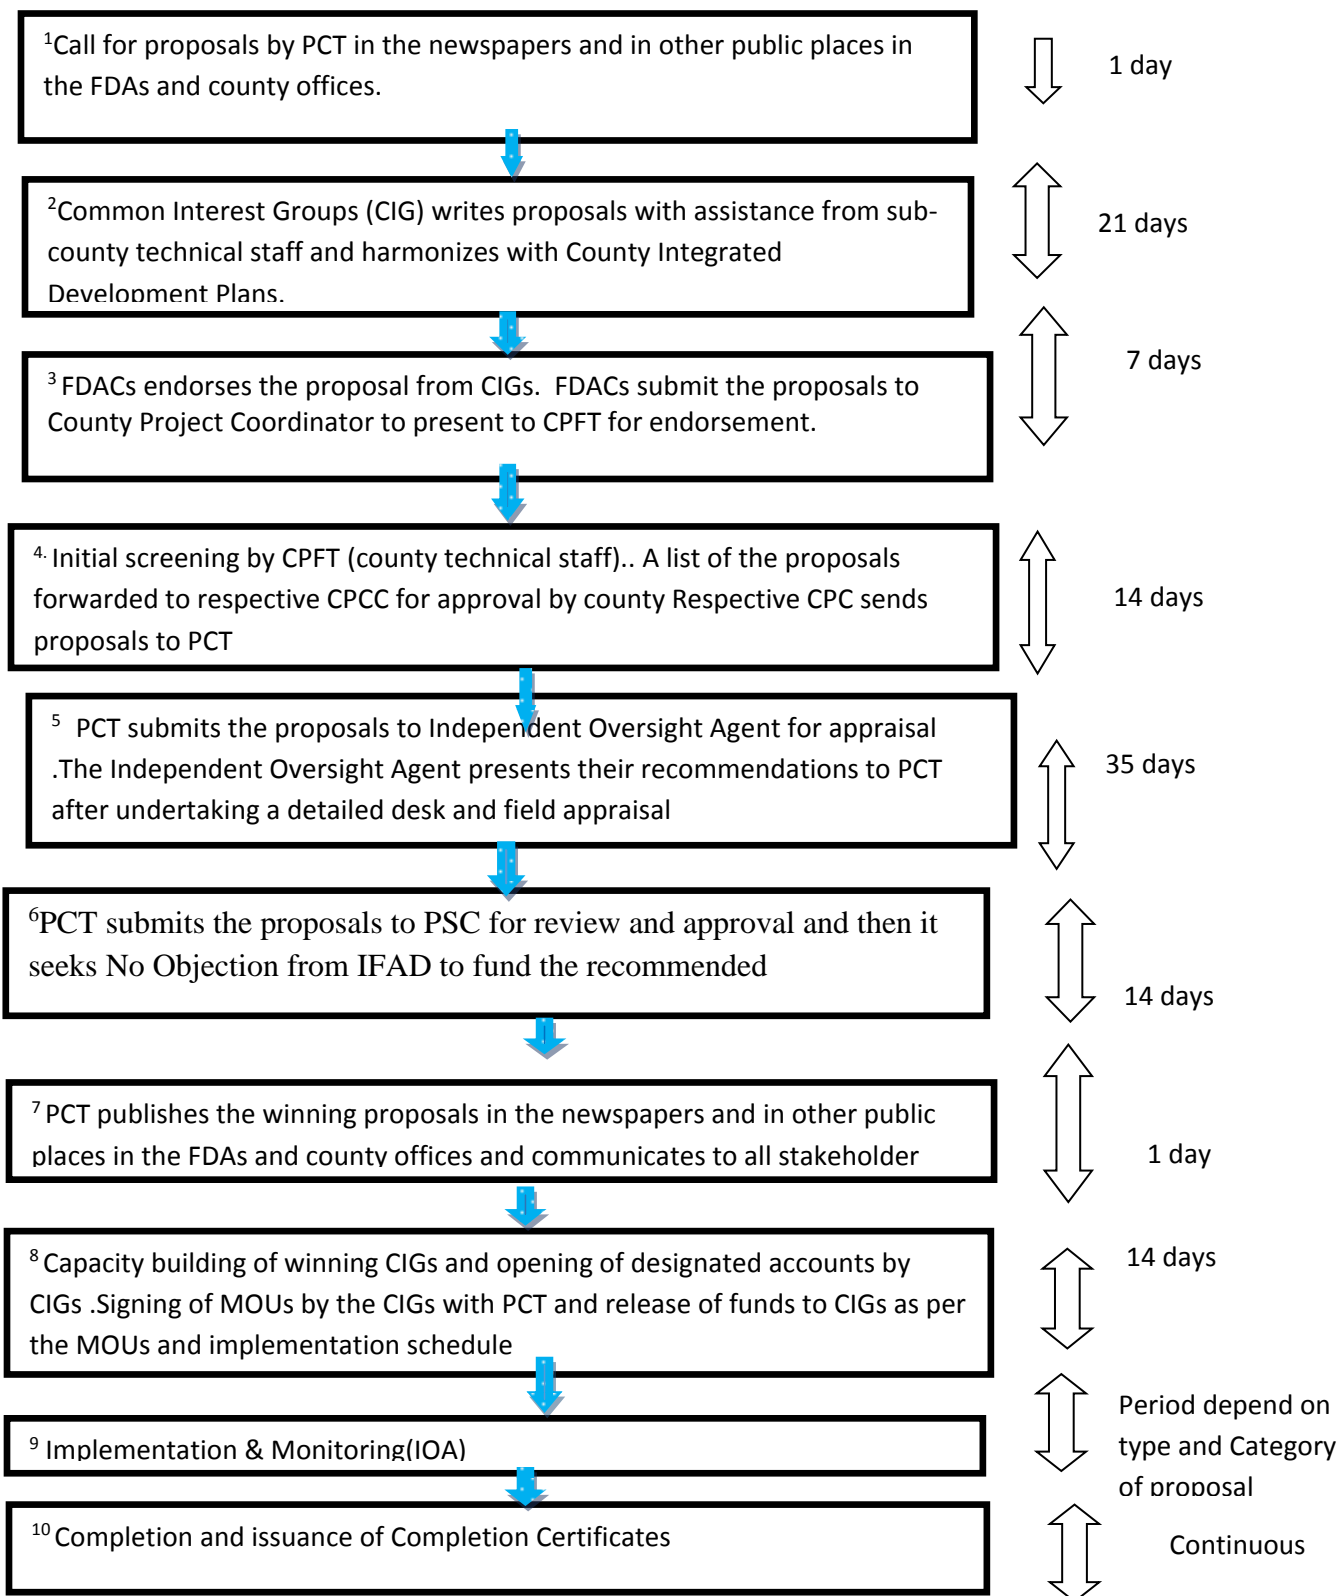 1Call for proposals by PCT in the newspapers and in other public places in
the FDAs and county offices.
1 day
2Common Interest Groups (CIG) writes proposals with assistance from sub-
county technical staff and harmonizes with County Integrated
Development Plans.
21 days
3 FDACs endorses the proposal from CIGs. FDACs submit the proposals to
County Project Coordinator to present to CPFT for endorsement.
7 days
4. Initial screening by CPFT (county technical staff).. A list of the proposals
forwarded to respective CPCC for approval by county Respective CPC sends
proposals to PCT
14 days
5 PCT submits the proposals to Independent Oversight Agent for appraisal
.The Independent Oversight Agent presents their recommendations to PCT
after undertaking a detailed desk and field appraisal
35 days
6PCT submits the proposals to PSC for review and approval and then it
seeks No Objection from IFAD to fund the recommended
14 days
7 PCT publishes the winning proposals in the newspapers and in other public
places in the FDAs and county offices and communicates to all stakeholder
1 day
8 Capacity building of winning CIGs and opening of designated accounts by
CIGs .Signing of MOUs by the CIGs with PCT and release of funds to CIGs as per
the MOUs and implementation schedule
14 days
9 Implementation & Monitoring(IOA)
Period depend on
type and Category
of proposal
10 Completion and issuance of Completion Certificates
Continuous